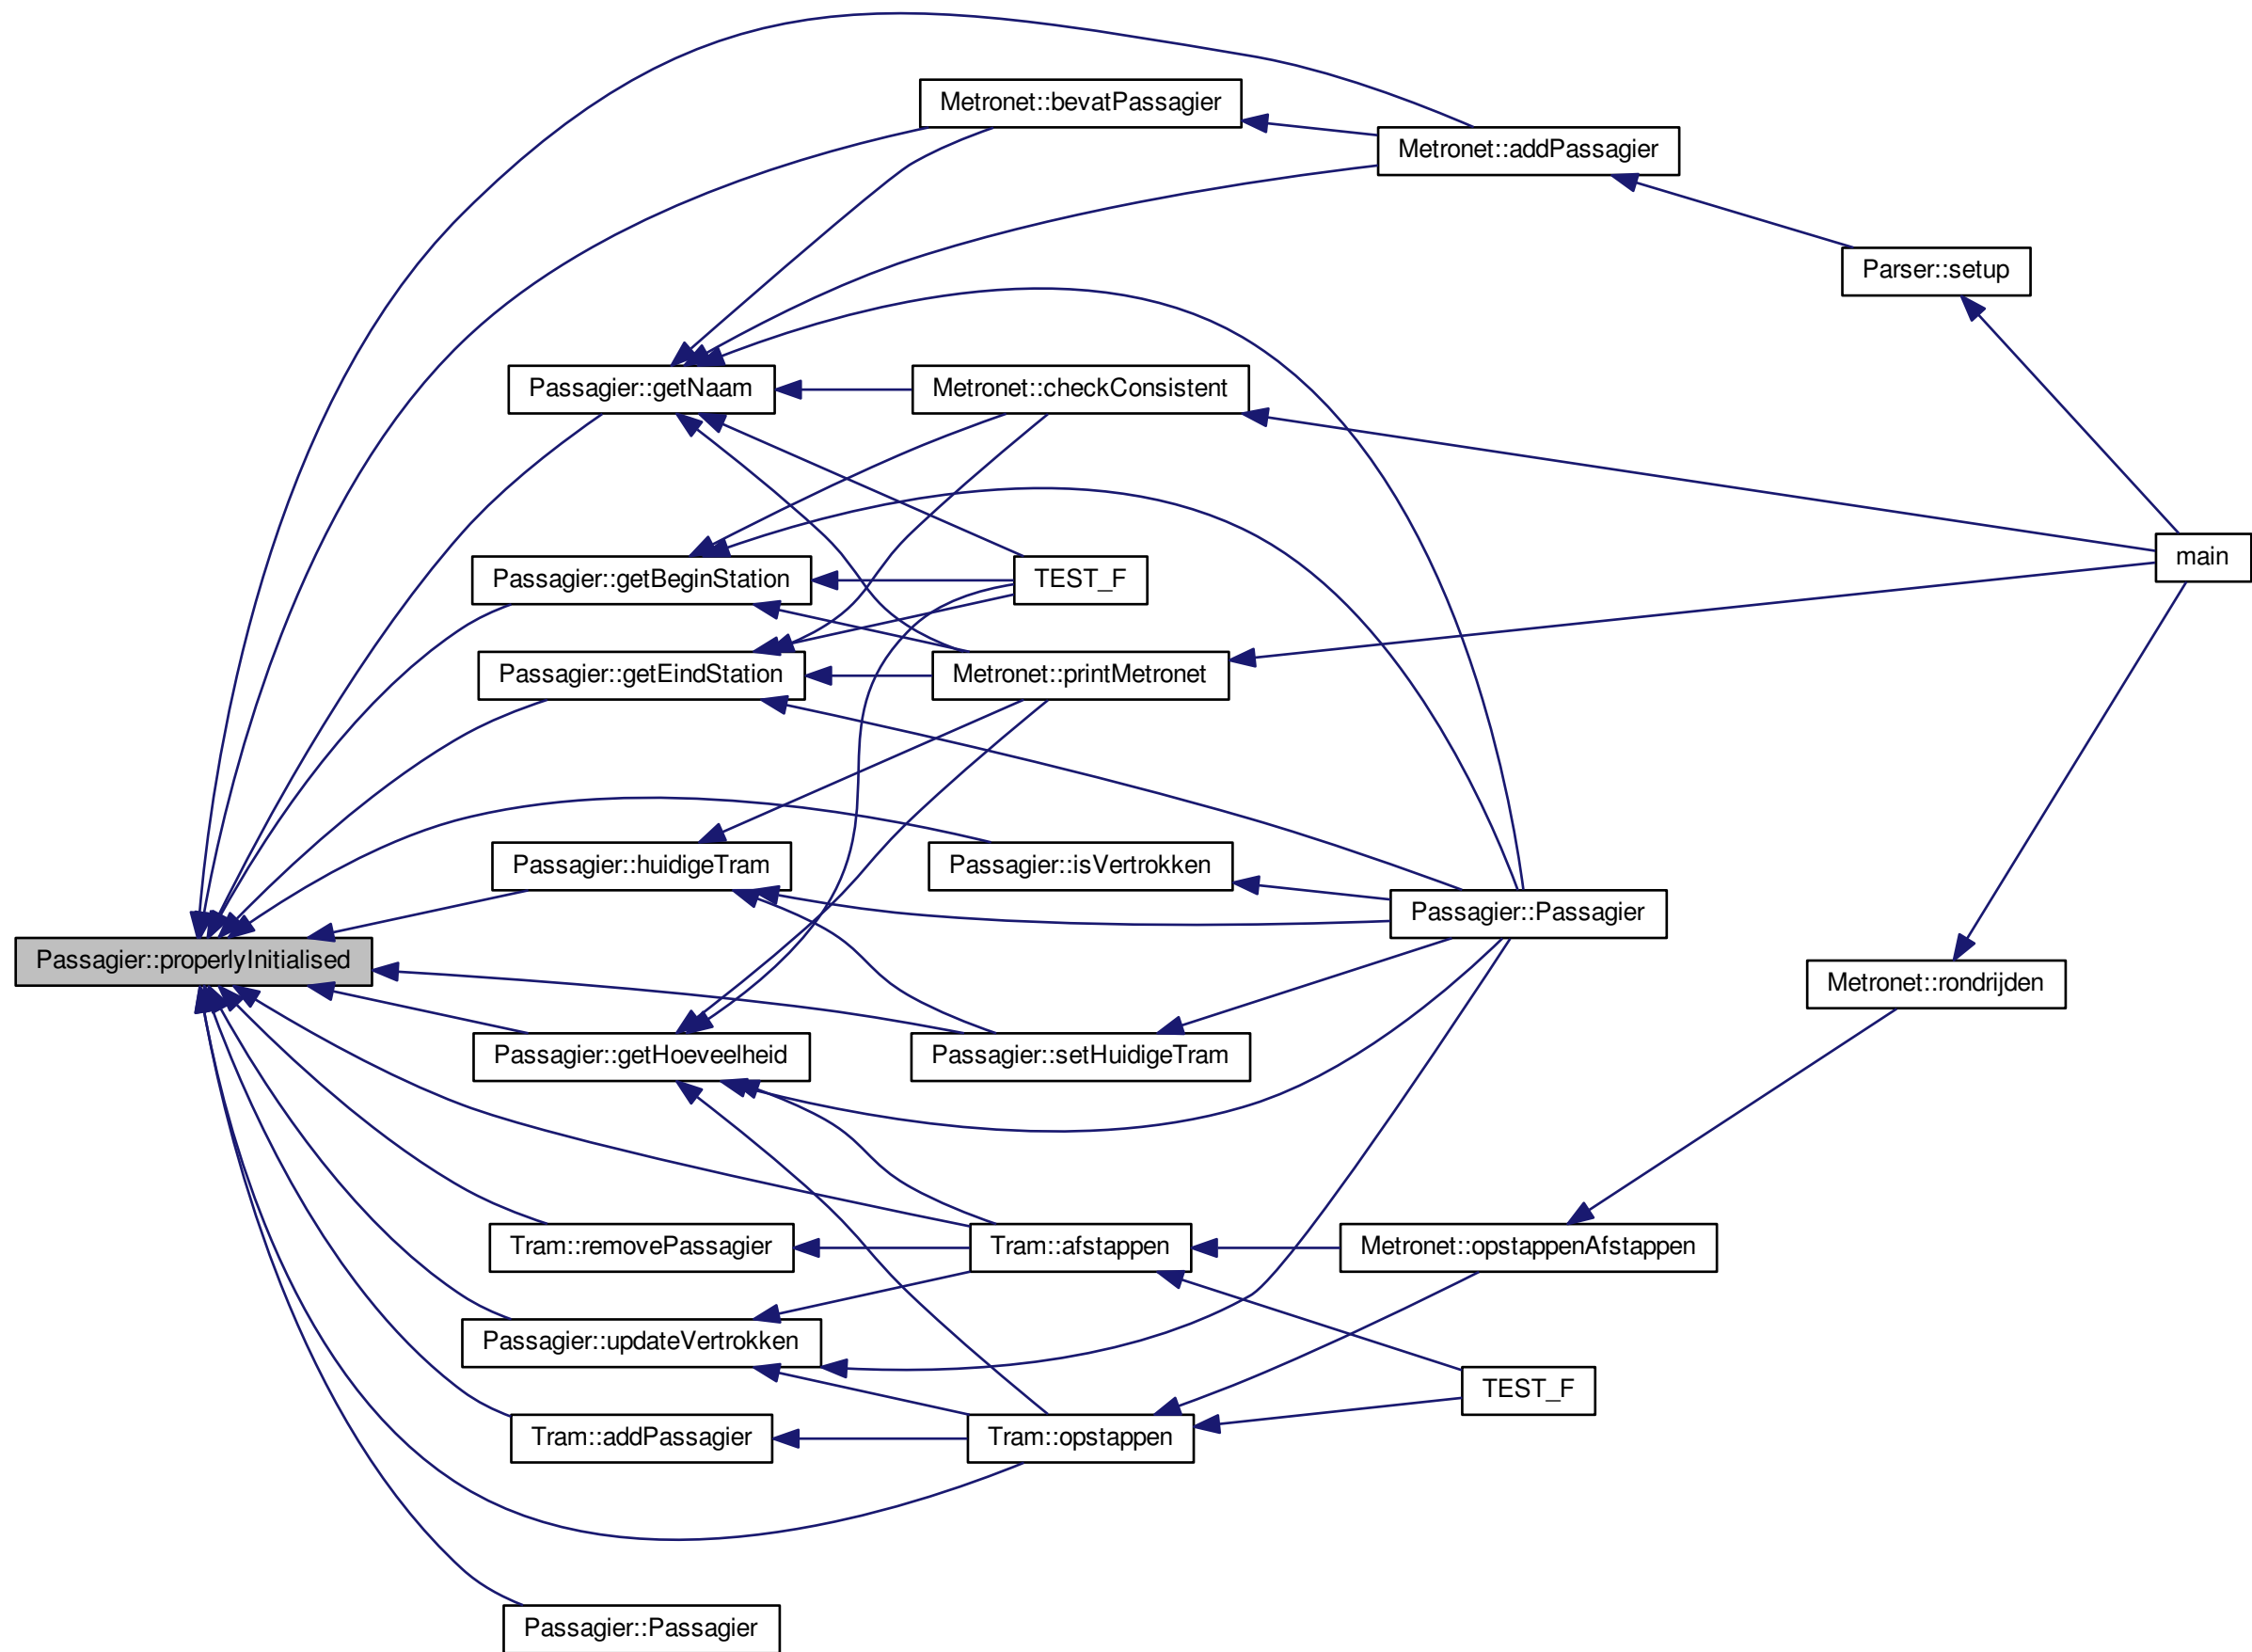 Metronet::bevatPassagier
Metronet::addPassagier
Parser::setup
Passagier::getNaam
Metronet::checkConsistent
main
Passagier::getBeginStation
TEST_F
Passagier::getEindStation
Metronet::printMetronet
Passagier::huidigeTram
Passagier::isVertrokken
Passagier::Passagier
Passagier::properlyInitialised
Metronet::rondrijden
Passagier::getHoeveelheid
Passagier::setHuidigeTram
Tram::removePassagier
Tram::afstappen
Metronet::opstappenAfstappen
Passagier::updateVertrokken
TEST_F
Tram::addPassagier
Tram::opstappen
Passagier::Passagier